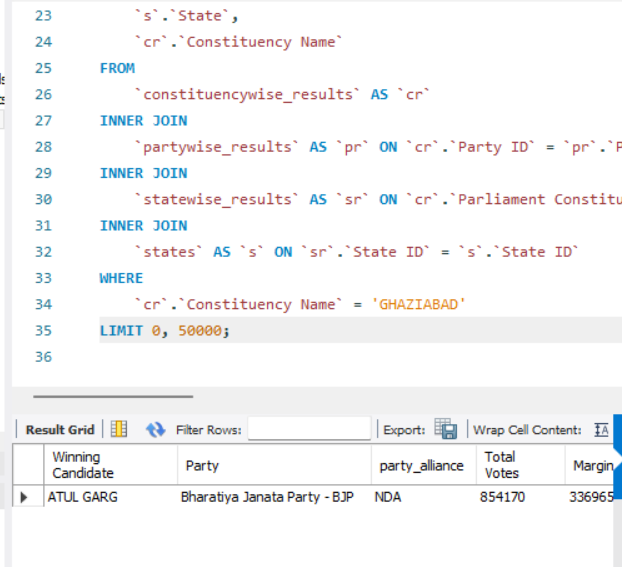 23 `s`.`State`,
24 `cr`.`Constituency Name`
25 FROM
26 `constituencywise_results` AS `cr`
27 INNER JOIN
28 `partywise_results` AS `pr` ON `cr`.`Party ID` = `pr`.`P
29 INNER JOIN
30 `statewise_results` AS `sr` ON `cr`.`Parliament Constitu
31 INNER JOIN
32 `states` AS `s` ON `sr`.`State ID` = `s`.`State ID`
33 WHERE
34 `cr`.`Constituency Name` = 'GHAZIABAD'
35 LIMIT 0, 50000;
36
Result Grid Filter Rows: Export: Wrap Cell Content:
Winning Candidate Party party_alliance Total Votes Margin
ATUL GARG Bharatiya Janata Party - BJP NDA 854170 336965